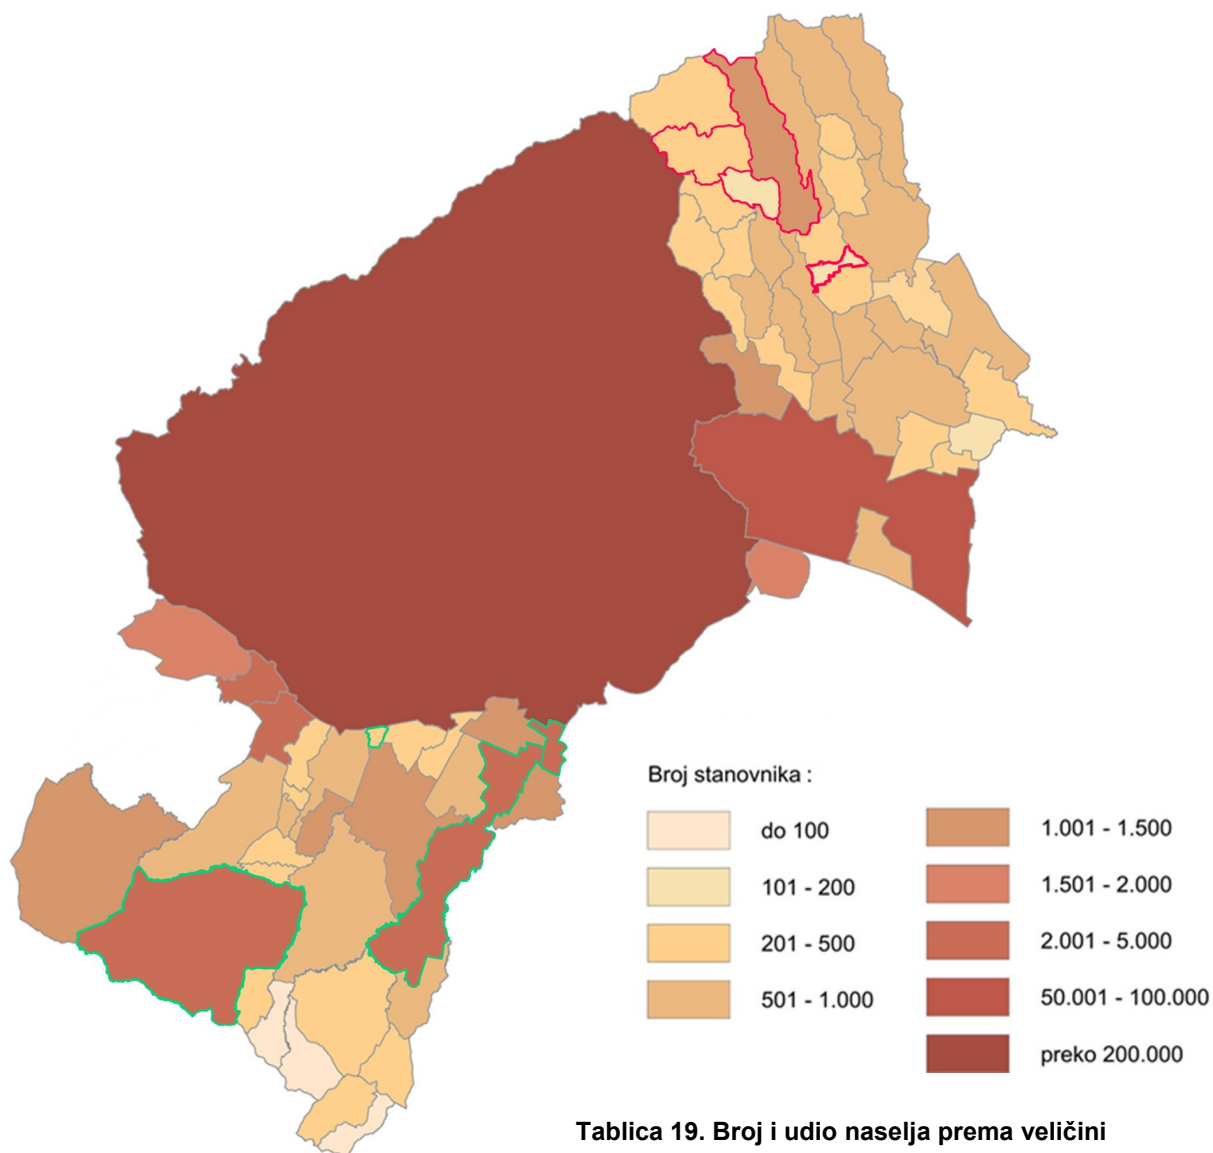 Broj stanovnika :
do 100
101 - 200
201 - 500
501 - 1.000
1.001 - 1.500
1.501 - 2.000
2.001 - 5.000
50.001 - 100.000
preko 200.000
Tablica 19. Broj i udio naselja prema veličini